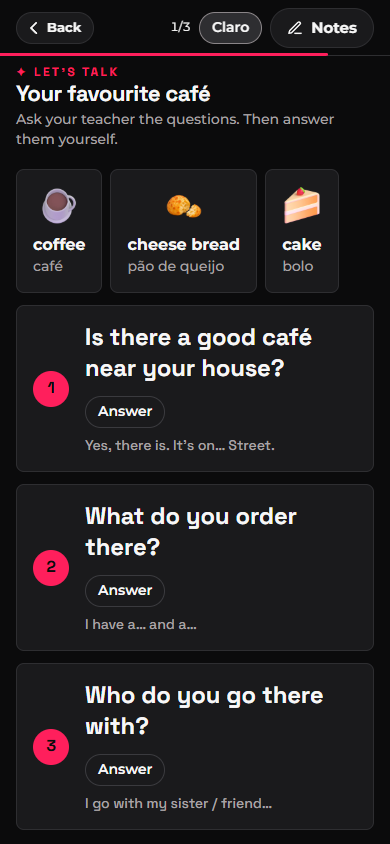 Back
1/3
Claro
Notes
LET'S TALK
Your favourite café
Ask your teacher the questions. Then answer
them yourself.
coffee
café
cheese bread
pão de queijo
cake
bolo
1
Is there a good café
near your house?
Answer
Yes, there is. It's on... Street.
2
What do you order
there?
Answer
I have a... and a...
3
Who do you go there
with?
Answer
I go with my sister / friend...